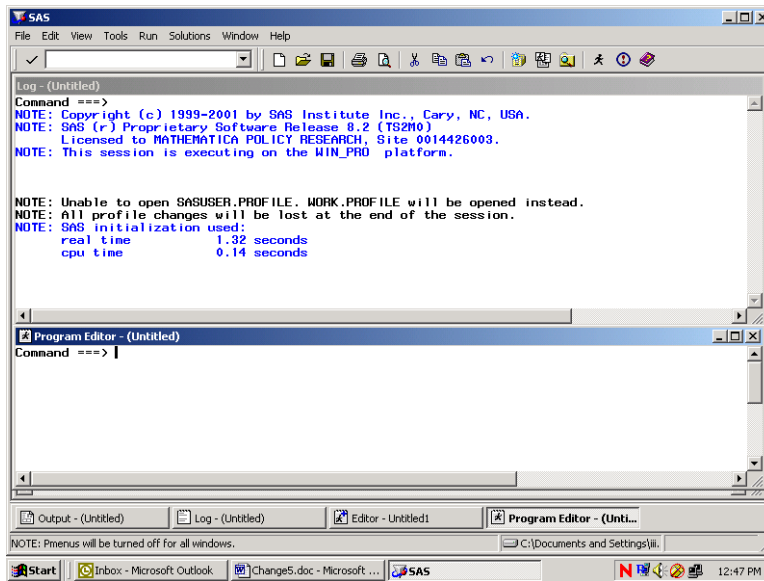 SAS
File Edit View Tools Run Solutions Window Help
Log - (Untitled)
Command ===>
NOTE: Copyright (c) 1999-2001 by SAS Institute Inc., Cary, NC, USA.
NOTE: SAS (r) Proprietary Software Release 8.2 (TS2M0)
Licensed to MATHEMATICA POLICY RESEARCH, Site 0014426003.
NOTE: This session is executing on the WIN_PRO platform.
NOTE: Unable to open SASUSER.PROFILE. WORK.PROFILE will be opened instead.
NOTE: All profile changes will be lost at the end of the session.
NOTE: SAS initialization used:
real time 1.32 seconds
cpu time 0.14 seconds
Program Editor - (Untitled)
Command ===>
Output - (Untitled) Log - (Untitled) Editor - Untitled1 Program Editor - (Unti...
NOTE: Pmenus will be turned off for all windows. C:\Documents and Settings\iii.
Start Inbox - Microsoft Outlook Change5.doc - Microsoft ... SAS N 12:47 PM